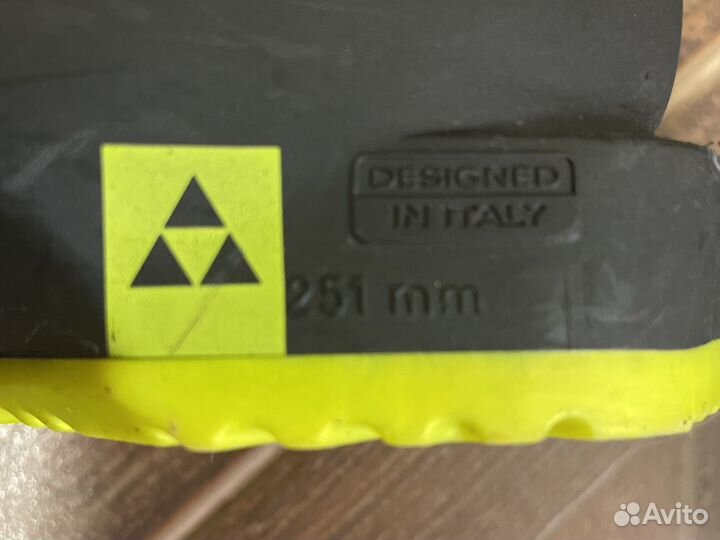 DESIGNED
IN ITALY
251 mm
Avito